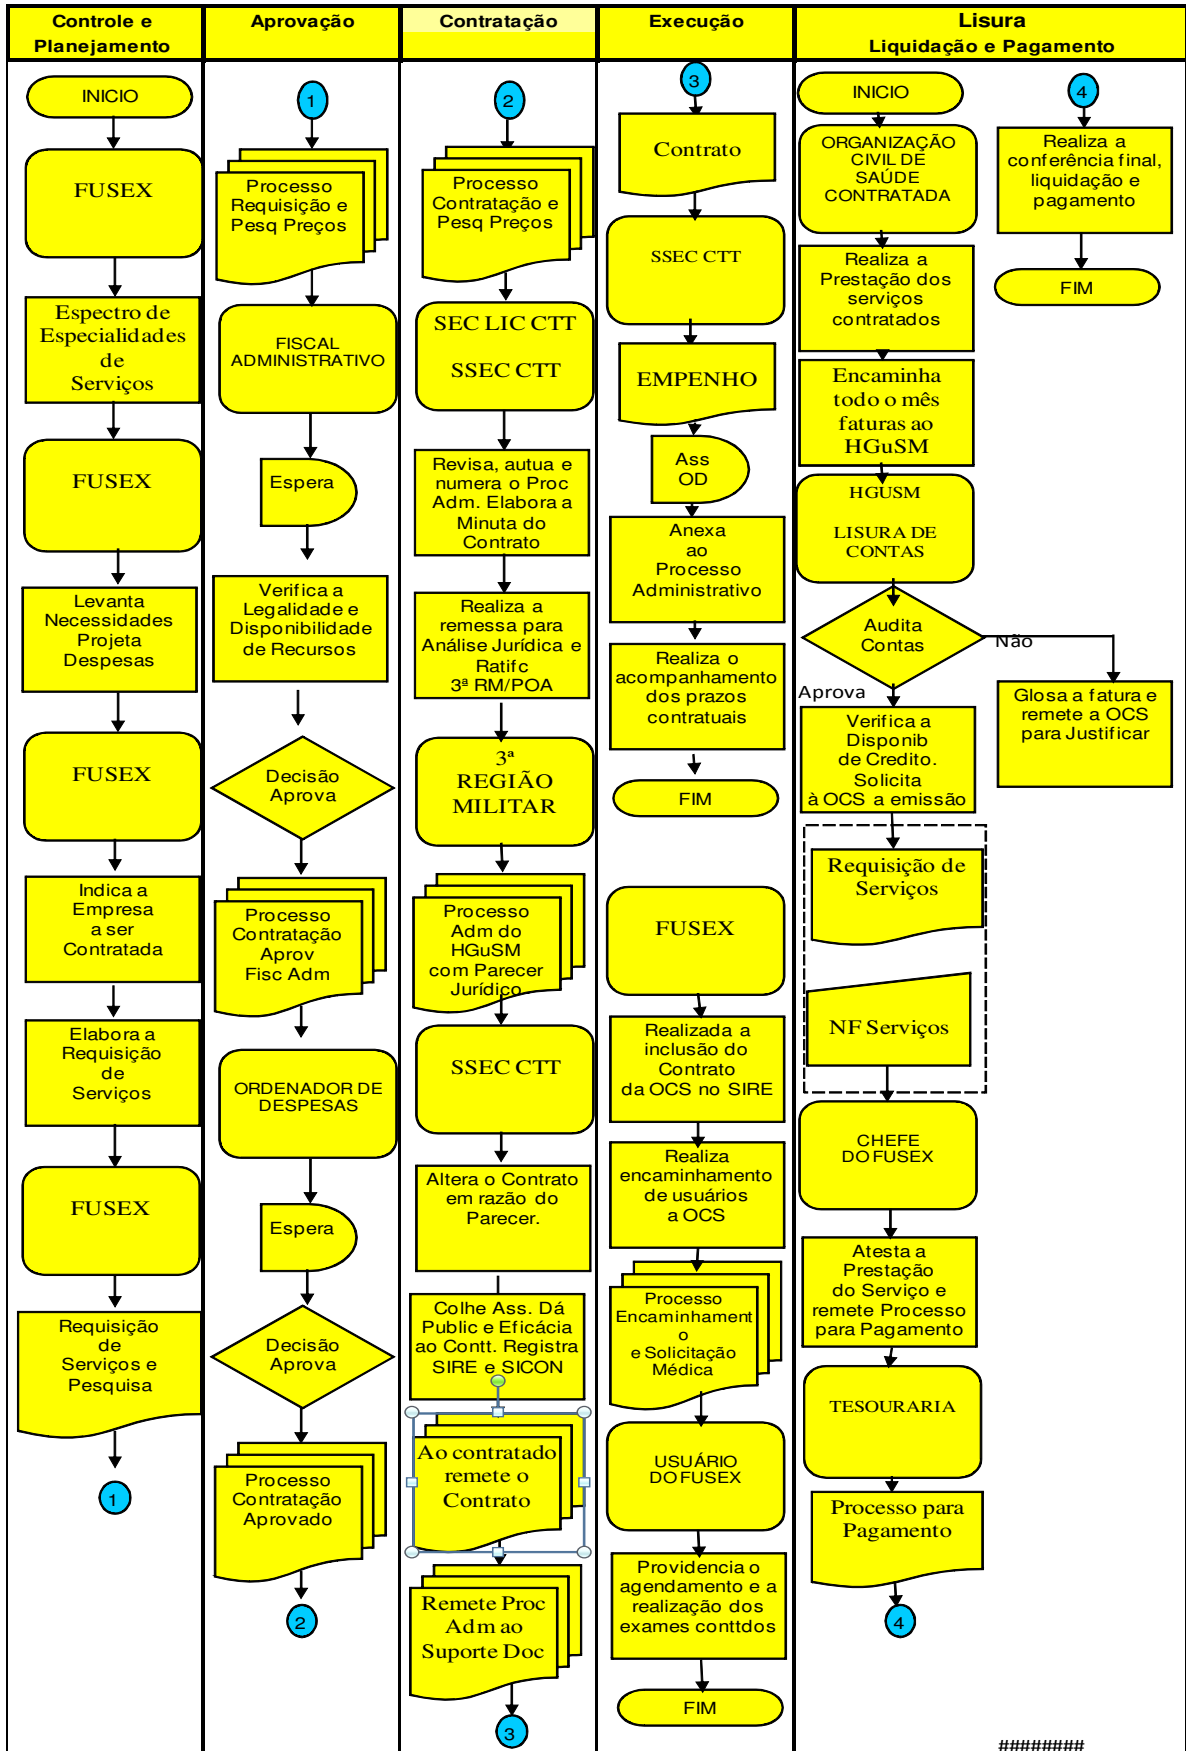 Controle e
Planejamento
Aprovação
Contratação
Execução
Lisura
Liquidação e Pagamento
INICIO
FUSEX
Espectro de
Especialidades
de
Serviços
FUSEX
Levanta
Necessidades
Projeta
Despesas
FUSEX
Indica a
Empresa
a ser
Contratada
Elabora a
Requisição
de
Serviços
FUSEX
Requisição
de
Serviços e
Pesquisa
1
1
Processo
Requisição e
Pesq Preços
FISCAL
ADMINISTRATIVO
Espera
Verifica a
Legalidade e
Disponibilidade
de Recursos
Decisão
Aprova
Processo
Contratação
Aprov
Fisc Adm
ORDENADOR DE
DESPESAS
Espera
Decisão
Aprova
Processo
Contratação
Aprovado
2
2
Processo
Contratação e
Pesq Preços
SEC LIC CTT
SSEC CTT
Revisa, autua e
numera o Proc
Adm. Elabora a
Minuta do
Contrato
Realiza a
remessa para
Análise Jurídica e
Ratifc
3ª RM/POA
3ª
REGIÃO
MILITAR
Processo
Adm do
HGuSM
com Parecer
Jurídico
SSEC CTT
Altera o Contrato
em razão do
Parecer.
Colhe Ass. Dá
Public e Eficácia
ao Contt. Registra
SIRE e SICON
Ao contratado
remete o
Contrato
Remete Proc
Adm ao
Suporte Doc
3
3
Contrato
SSEC CTT
EMPENHO
Ass
OD
Anexa
ao
Processo
Administrativo
Realiza o
acompanhamento
dos prazos
contratuais
FIM
FUSEX
Realizada a
inclusão do
Contrato
da OCS no SIRE
Realiza
encaminhamento
de usuários
a OCS
Processo
Encaminhament
o
e Solicitação
Médica
USUÁRIO
DO FUSEX
Providencia o
agendamento e a
realização dos
exames conttdos
FIM
INICIO
ORGANIZAÇÃO
CIVIL DE
SAÚDE
CONTRATADA
Realiza a
Prestação dos
serviços
contratados
Encaminha
todo o mês
faturas ao
HGuSM
HGUSM
LISURA DE
CONTAS
Audita
Contas
Não
Aprova
Glosa a fatura e
remete a OCS
para Justificar
Verifica a
Disponib
de Credito.
Solicita
à OCS a emissão
Requisição de
Serviços
NF Serviços
CHEFE
DO FUSEX
Atesta a
Prestação
do Serviço e
remete Processo
para Pagamento
TESOURARIA
Processo para
Pagamento
4
4
Realiza a
conferência final,
liquidação e
pagamento
FIM
########